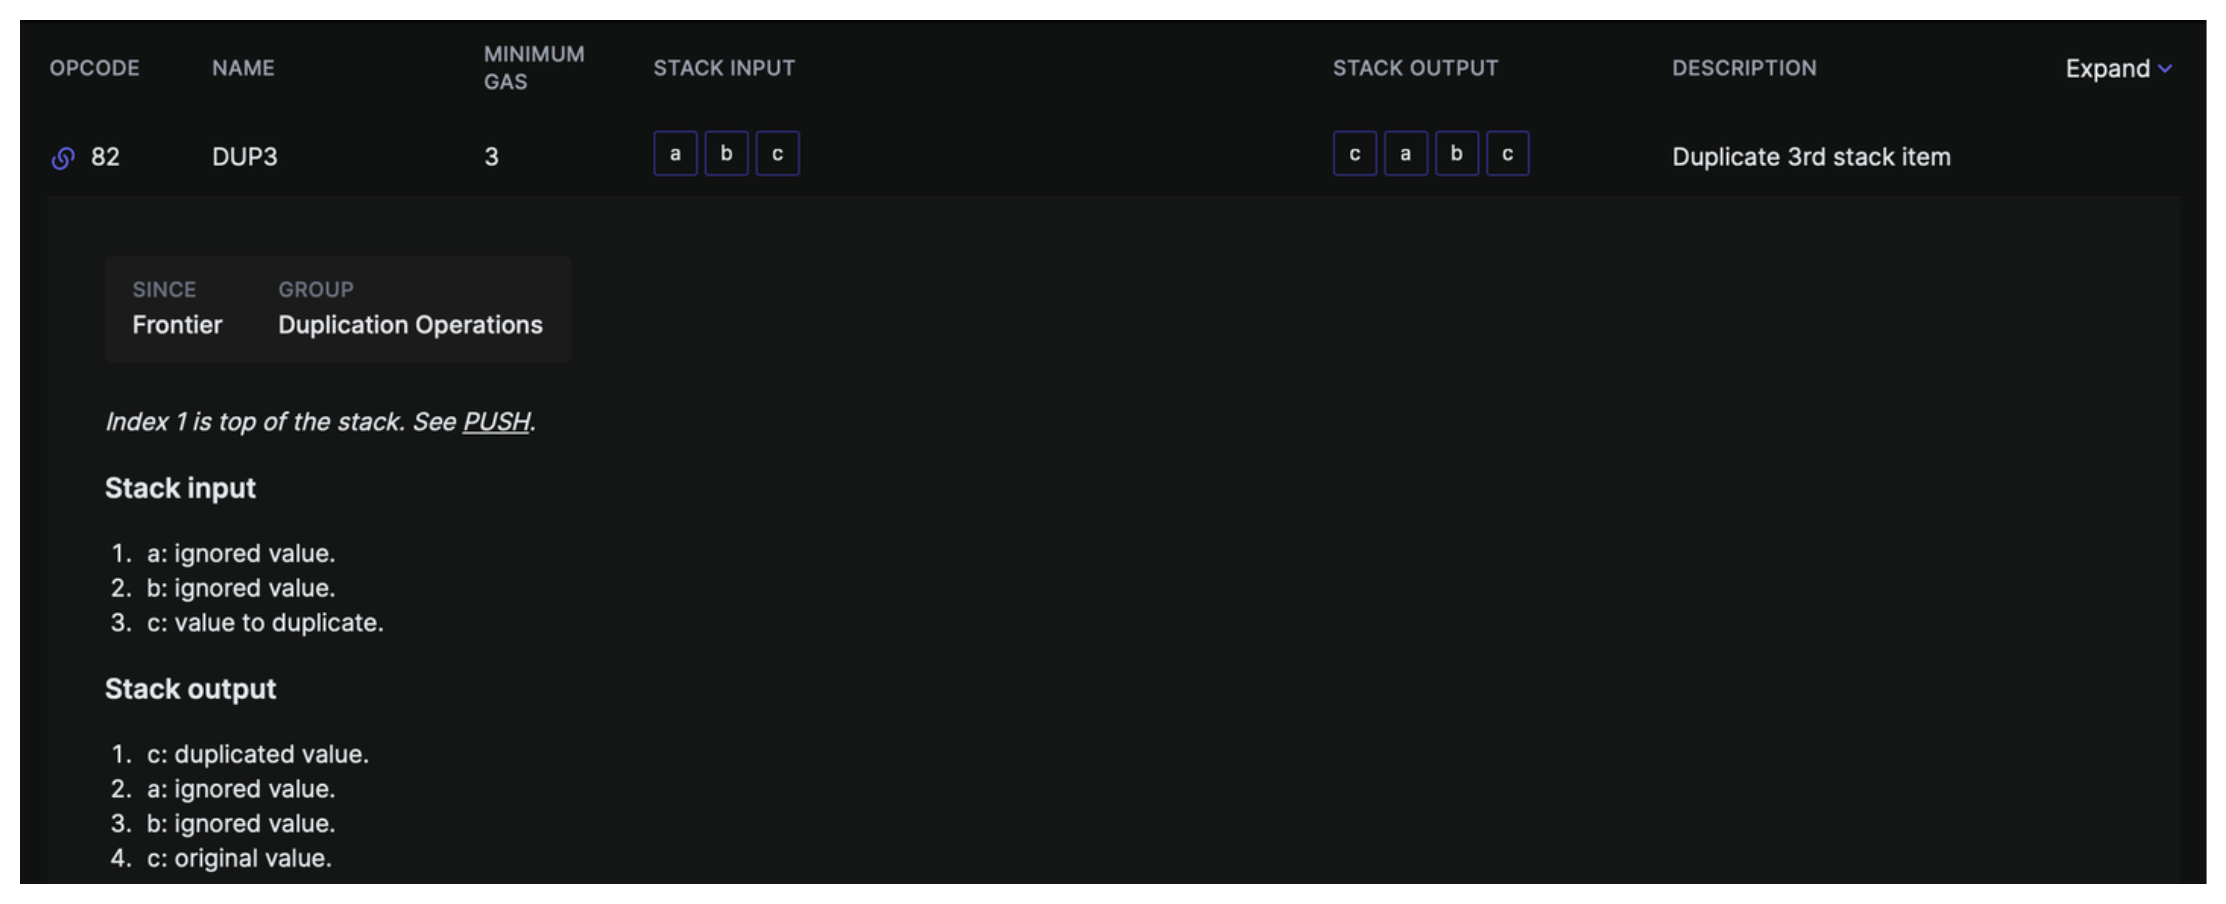 OPCODE NAME MINIMUM GAS STACK INPUT STACK OUTPUT DESCRIPTION Expand
82 DUP3 3 a b c c a b c Duplicate 3rd stack item
SINCE GROUP
Frontier Duplication Operations
Index 1 is top of the stack. See PUSH.
Stack input
1. a: ignored value.
2. b: ignored value.
3. c: value to duplicate.
Stack output
1. c: duplicated value.
2. a: ignored value.
3. b: ignored value.
4. c: original value.